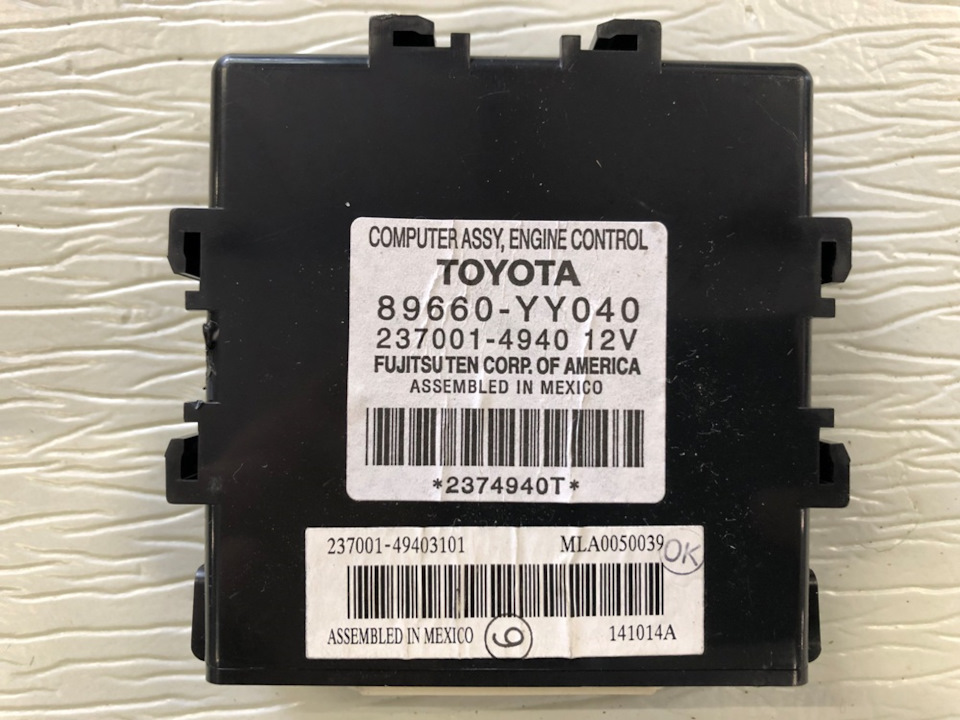 COMPUTER ASSY, ENGINE CONTROL
TOYOTA
89660-YY040
237001-4940 12V
FUJITSU TEN CORP. OF AMERICA
ASSEMBLED IN MEXICO
*2374940T*
237001-49403101 MLA0050039 OK
ASSEMBLED IN MEXICO 6 141014A